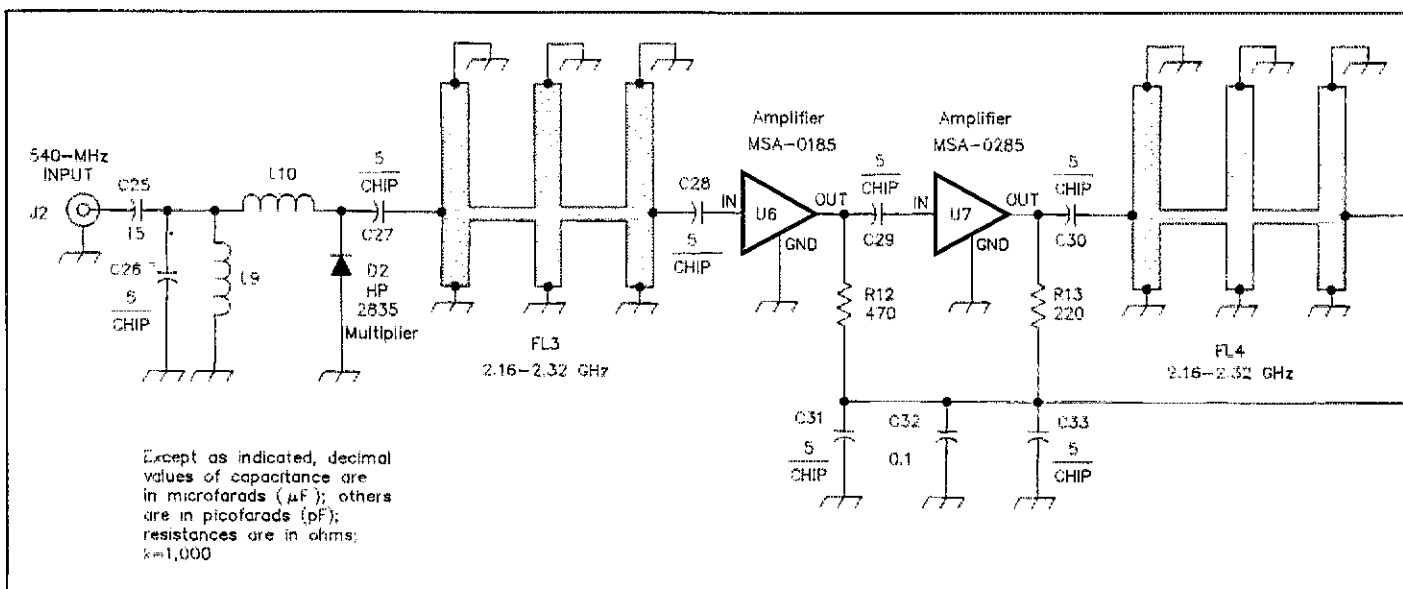 540-MHz
INPUT
J2
C25
15
C26
5
CHIP
L9
L10
5
CHIP
C27
D2
HP
2835
Multiplier
FL3
2.16-2.32 GHz
C28
5
CHIP
Amplifier
MSA-0185
IN
U6
OUT
GND
5
CHIP
C29
Amplifier
MSA-0285
IN
U7
OUT
GND
5
CHIP
C30
R12
470
R13
220
FL4
2.16-2.32 GHz
C31
5
CHIP
C32
0.1
C33
5
CHIP
Except as indicated, decimal
values of capacitance are
in microfarads (μF); others
are in picofarads (pF);
resistances are in ohms;
k=1,000